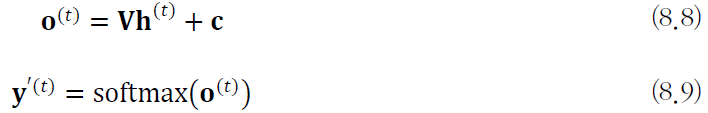 o⁽ᵗ⁾ = Vh⁽ᵗ⁾ + c (8.8)
y′⁽ᵗ⁾ = softmax(o⁽ᵗ⁾) (8.9)